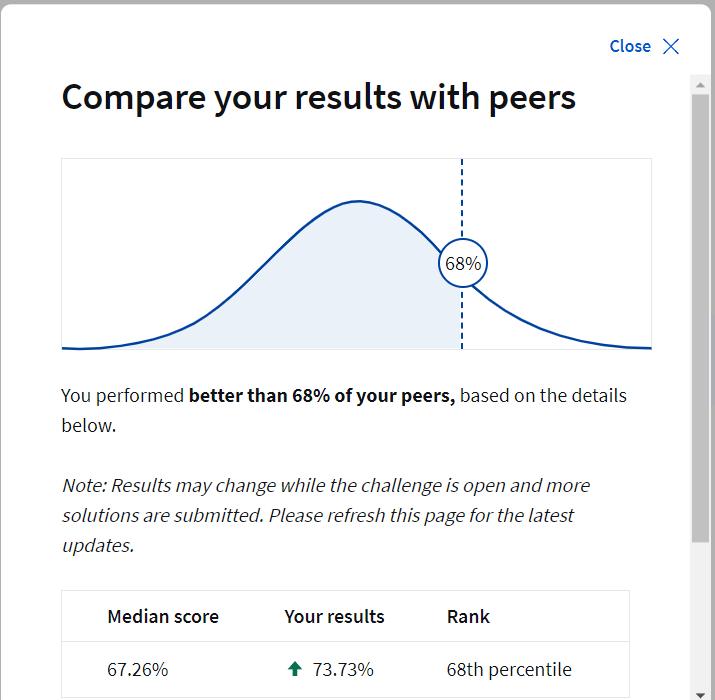 Close
Compare your results with peers
68%
You performed better than 68% of your peers, based on the details
below.
Note: Results may change while the challenge is open and more
solutions are submitted. Please refresh this page for the latest
updates.
Median score Your results Rank
67.26% 73.73% 68th percentile